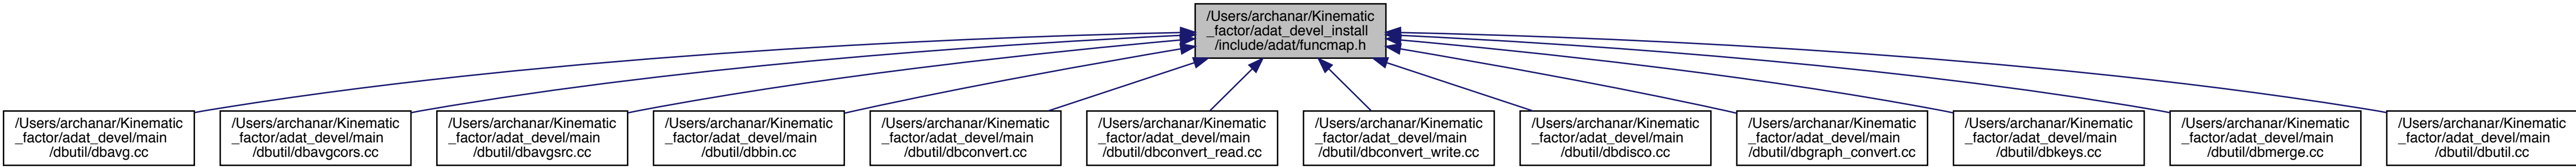 /Users/archanar/Kinematic
_factor/adat_devel_install
/include/adat/funcmap.h
/Users/archanar/Kinematic
_factor/adat_devel/main
/dbutil/dbavg.cc
/Users/archanar/Kinematic
_factor/adat_devel/main
/dbutil/dbavgcors.cc
/Users/archanar/Kinematic
_factor/adat_devel/main
/dbutil/dbavgsrc.cc
/Users/archanar/Kinematic
_factor/adat_devel/main
/dbutil/dbbin.cc
/Users/archanar/Kinematic
_factor/adat_devel/main
/dbutil/dbconvert.cc
/Users/archanar/Kinematic
_factor/adat_devel/main
/dbutil/dbconvert_read.cc
/Users/archanar/Kinematic
_factor/adat_devel/main
/dbutil/dbconvert_write.cc
/Users/archanar/Kinematic
_factor/adat_devel/main
/dbutil/dbdisco.cc
/Users/archanar/Kinematic
_factor/adat_devel/main
/dbutil/dbgraph_convert.cc
/Users/archanar/Kinematic
_factor/adat_devel/main
/dbutil/dbkeys.cc
/Users/archanar/Kinematic
_factor/adat_devel/main
/dbutil/dbmerge.cc
/Users/archanar/Kinematic
_factor/adat_devel/main
/dbutil/dbutil.cc